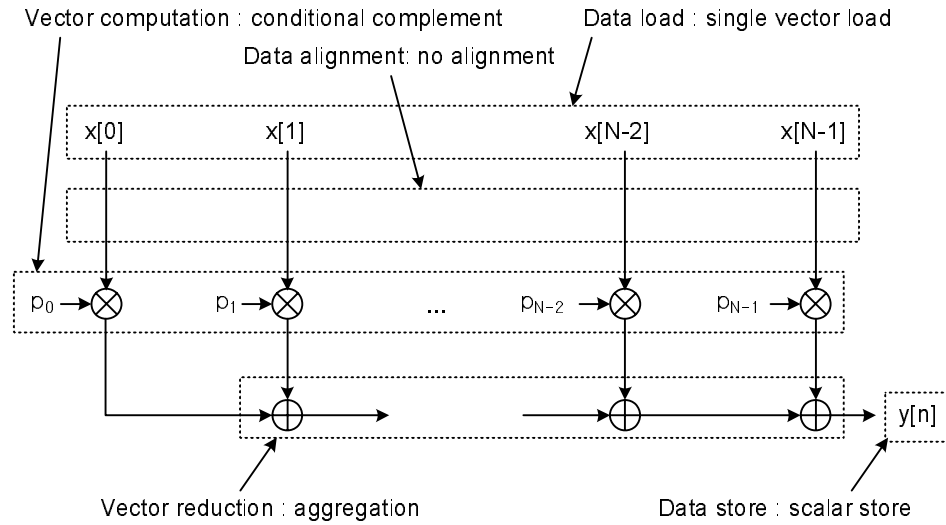 Vector computation : conditional complement
Data load : single vector load
Data alignment: no alignment
x[0] x[1] x[N-2] x[N-1]
p0 p1 ... pN-2 pN-1
y[n]
Vector reduction : aggregation
Data store : scalar store